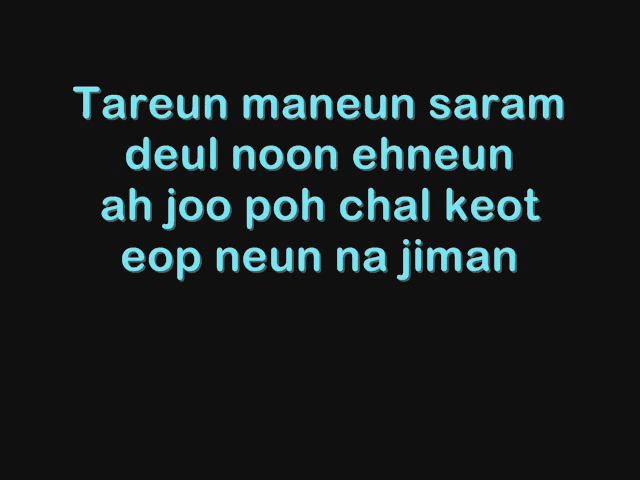 Tareun maneun saram
deul noon ehneun
ah joo poh chal keot
eop neun na jiman